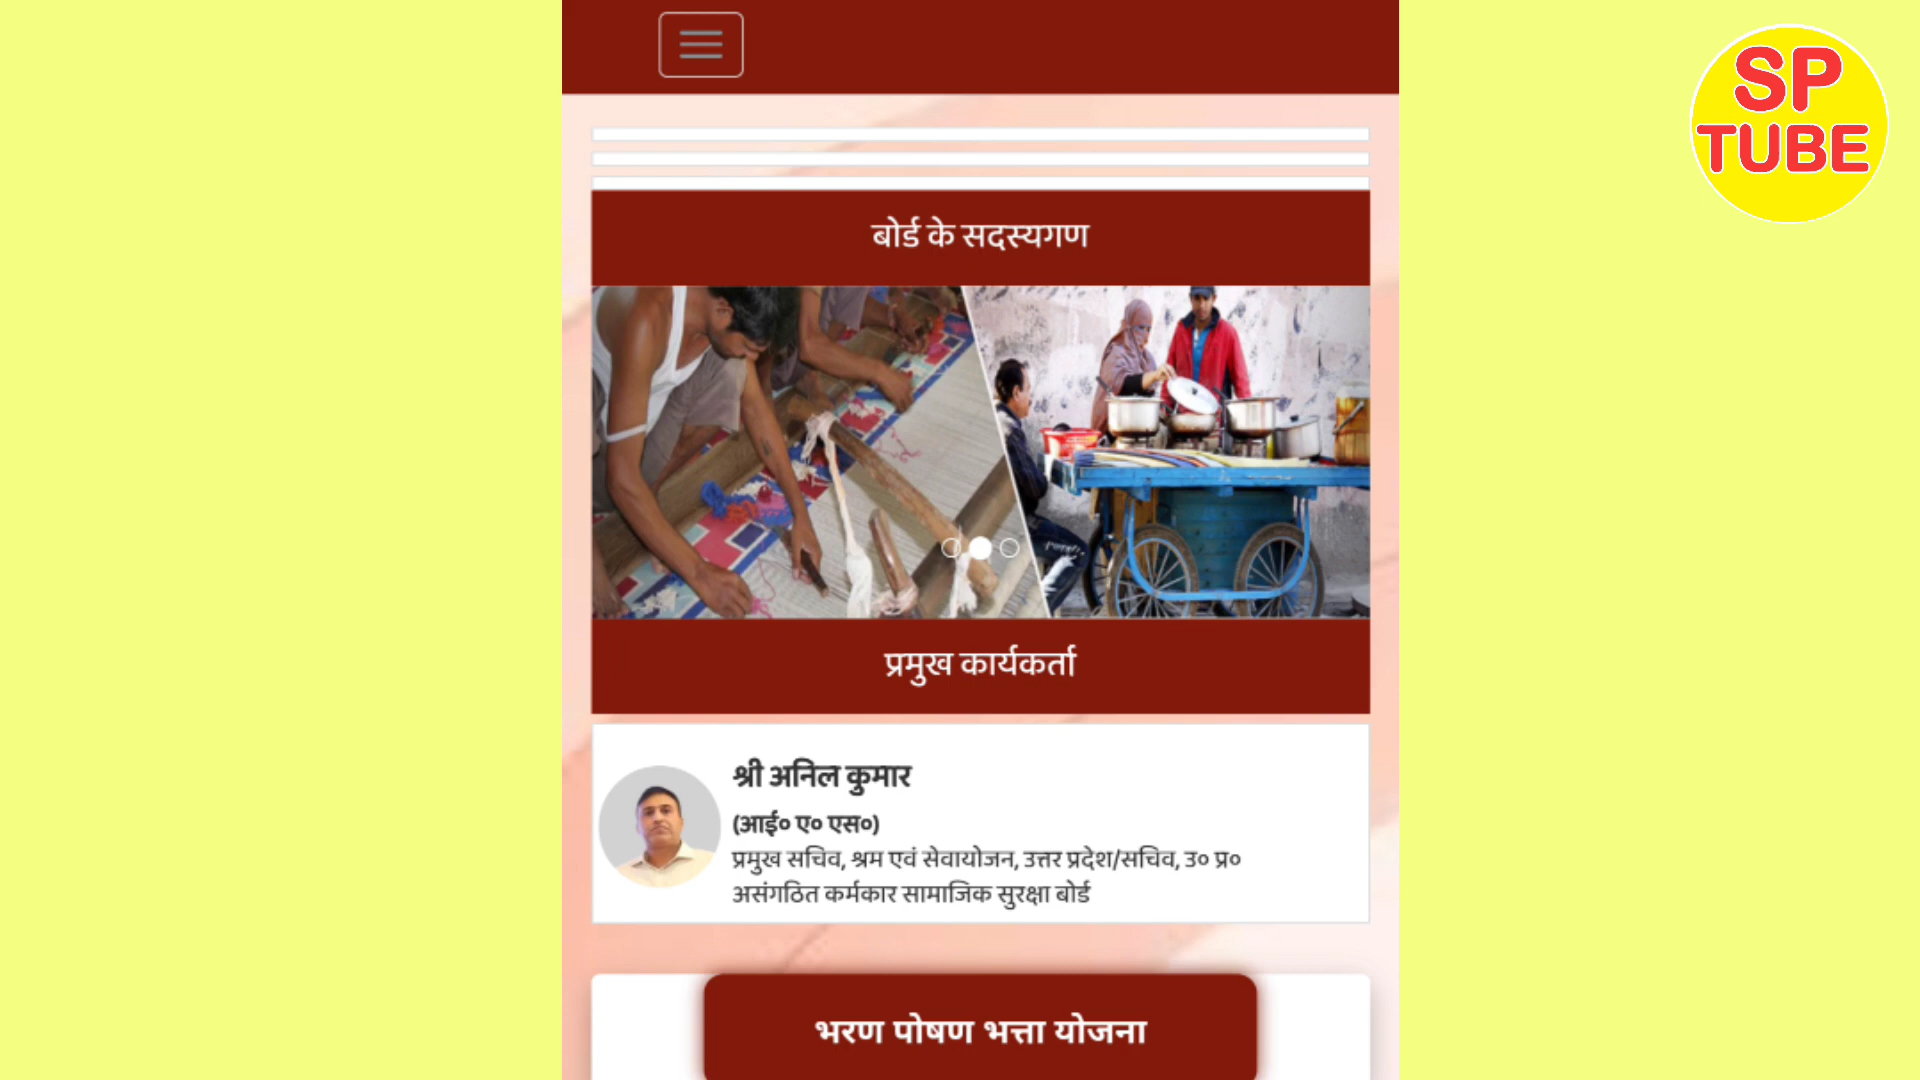 SP
TUBE
बोर्ड के सदस्यगण
प्रमुख कार्यकर्ता
श्री अनिल कुमार
(आई० ए० एस०)
प्रमुख सचिव, श्रम एवं सेवायोजन, उत्तर प्रदेश/सचिव, उ० प्र०
असंगठित कर्मकार सामाजिक सुरक्षा बोर्ड
भरण पोषण भत्ता योजना